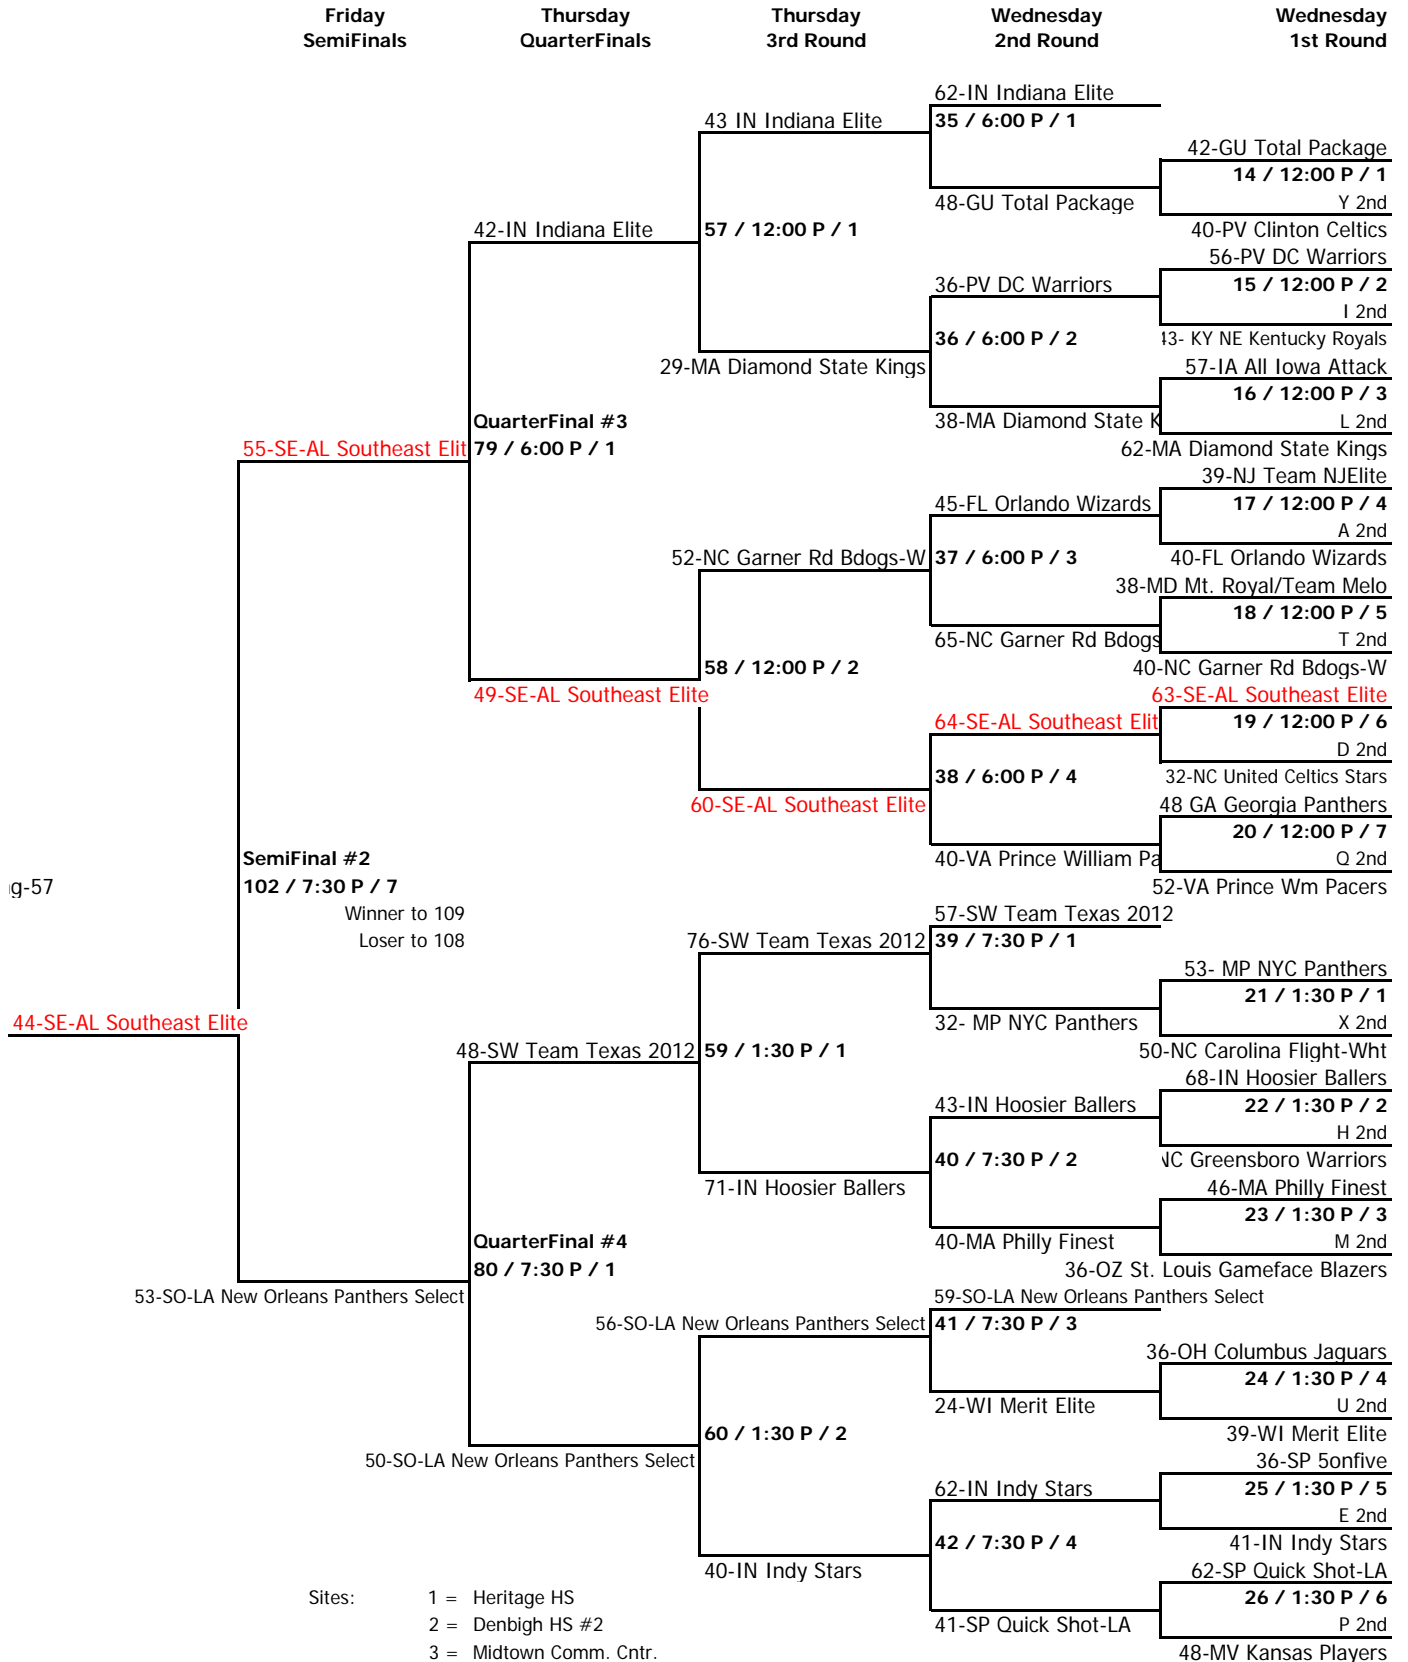 Friday Thursday Thursday Wednesday Wednesday
SemiFinals QuarterFinals 3rd Round 2nd Round 1st Round
62-IN Indiana Elite
43 IN Indiana Elite 35 / 6:00 P / 1
42-GU Total Package
14 / 12:00 P / 1
48-GU Total Package Y 2nd
42-IN Indiana Elite 57 / 12:00 P / 1 40-PV Clinton Celtics
56-PV DC Warriors
36-PV DC Warriors 15 / 12:00 P / 2
I 2nd
36 / 6:00 P / 2 43- KY NE Kentucky Royals
29-MA Diamond State Kings 57-IA All Iowa Attack
16 / 12:00 P / 3
QuarterFinal #3 38-MA Diamond State K L 2nd
55-SE-AL Southeast Elit 79 / 6:00 P / 1 62-MA Diamond State Kings
39-NJ Team NJElite
45-FL Orlando Wizards 17 / 12:00 P / 4
A 2nd
52-NC Garner Rd Bdogs-W 37 / 6:00 P / 3 40-FL Orlando Wizards
38-MD Mt. Royal/Team Melo
18 / 12:00 P / 5
65-NC Garner Rd Bdogs T 2nd
58 / 12:00 P / 2 40-NC Garner Rd Bdogs-W
49-SE-AL Southeast Elite 63-SE-AL Southeast Elite
64-SE-AL Southeast Elit 19 / 12:00 P / 6
D 2nd
38 / 6:00 P / 4 32-NC United Celtics Stars
60-SE-AL Southeast Elite 48 GA Georgia Panthers
20 / 12:00 P / 7
SemiFinal #2 40-VA Prince William Pa Q 2nd
g-57 102 / 7:30 P / 7 52-VA Prince Wm Pacers
Winner to 109 57-SW Team Texas 2012
Loser to 108 76-SW Team Texas 2012 39 / 7:30 P / 1
53- MP NYC Panthers
21 / 1:30 P / 1
44-SE-AL Southeast Elite 32- MP NYC Panthers X 2nd
48-SW Team Texas 2012 59 / 1:30 P / 1 50-NC Carolina Flight-Wht
68-IN Hoosier Ballers
43-IN Hoosier Ballers 22 / 1:30 P / 2
H 2nd
40 / 7:30 P / 2 NC Greensboro Warriors
71-IN Hoosier Ballers 46-MA Philly Finest
23 / 1:30 P / 3
QuarterFinal #4 40-MA Philly Finest M 2nd
80 / 7:30 P / 1 36-OZ St. Louis Gameface Blazers
53-SO-LA New Orleans Panthers Select 59-SO-LA New Orleans Panthers Select
56-SO-LA New Orleans Panthers Select 41 / 7:30 P / 3
36-OH Columbus Jaguars
24 / 1:30 P / 4
24-WI Merit Elite U 2nd
60 / 1:30 P / 2 39-WI Merit Elite
50-SO-LA New Orleans Panthers Select 36-SP 5onfive
62-IN Indy Stars 25 / 1:30 P / 5
E 2nd
42 / 7:30 P / 4 41-IN Indy Stars
40-IN Indy Stars 62-SP Quick Shot-LA
Sites: 1 = Heritage HS 26 / 1:30 P / 6
2 = Denbigh HS #2 41-SP Quick Shot-LA P 2nd
3 = Midtown Comm. Cntr. 48-MV Kansas Players